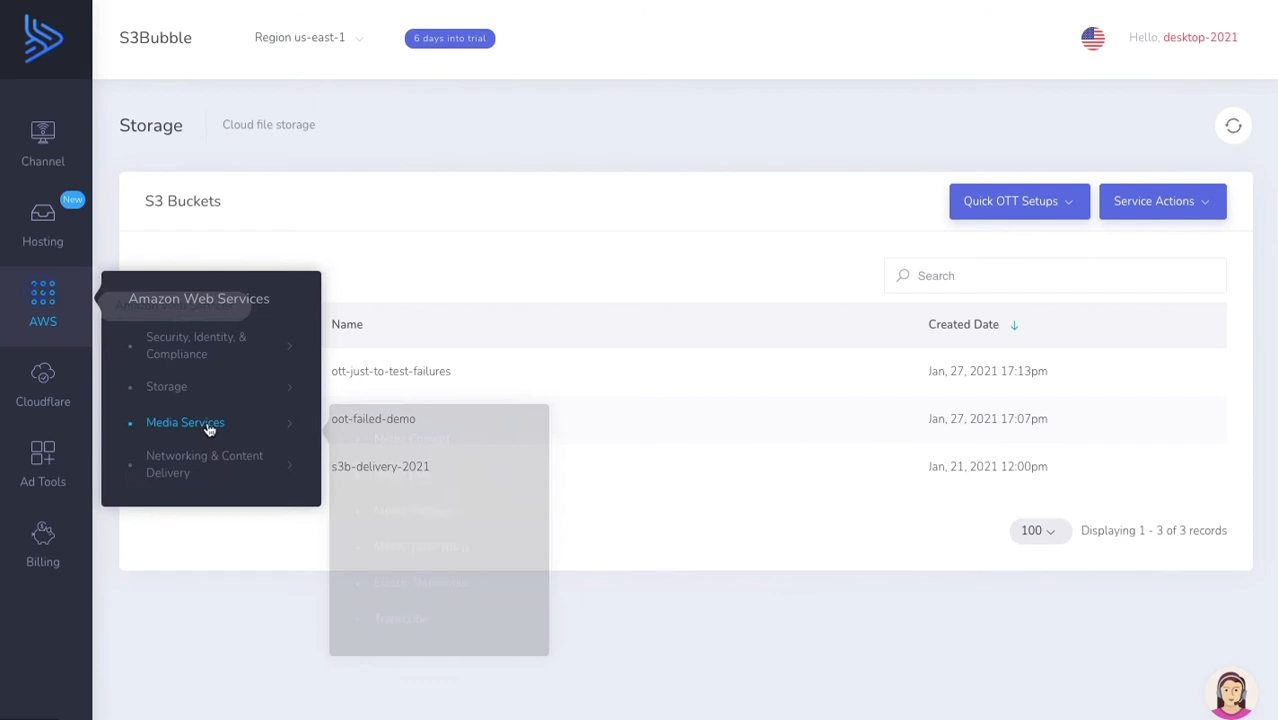 S3Bubble
Region us-east-1
6 days into trial
Hello, desktop-2021
Channel
New
Hosting
AWS
Cloudflare
Ad Tools
Billing
Storage
Cloud file storage
S3 Buckets
Quick OTT Setups
Service Actions
Search
Amazon Web Services
Security, Identity, &
Compliance
Storage
Media Services
Networking & Content
Delivery
Name
Created Date
ott-just-to-test-failures
Jan, 27, 2021 17:13pm
oot-failed-demo
Jan, 27, 2021 17:07pm
s3b-delivery-2021
Jan, 21, 2021 12:00pm
100
Displaying 1 - 3 of 3 records